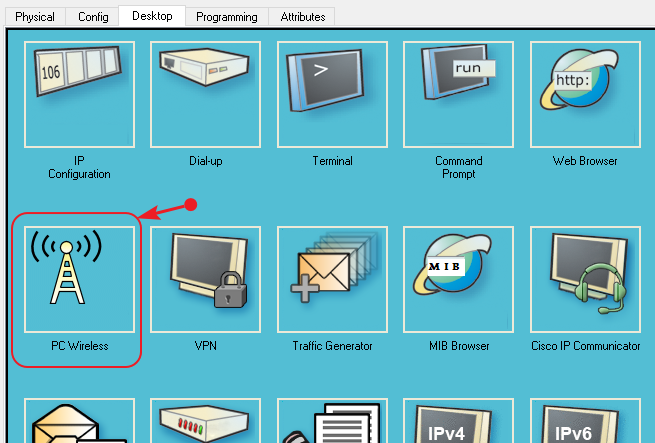 Physical Config Desktop Programming Attributes
106 > run http:
IP
Configuration
Dial-up
Terminal
Command
Prompt
Web Browser
MIB
PC Wireless VPN Traffic Generator MIB Browser Cisco IP Communicator
IPv4 IPv6